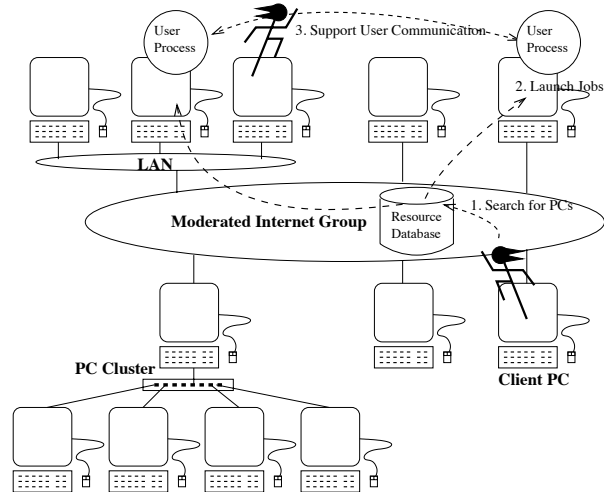 User
Process
3. Support User Communication
User
Process
2. Launch Jobs
LAN
1. Search for PCs
Moderated Internet Group
Resource
Database
PC Cluster
Client PC